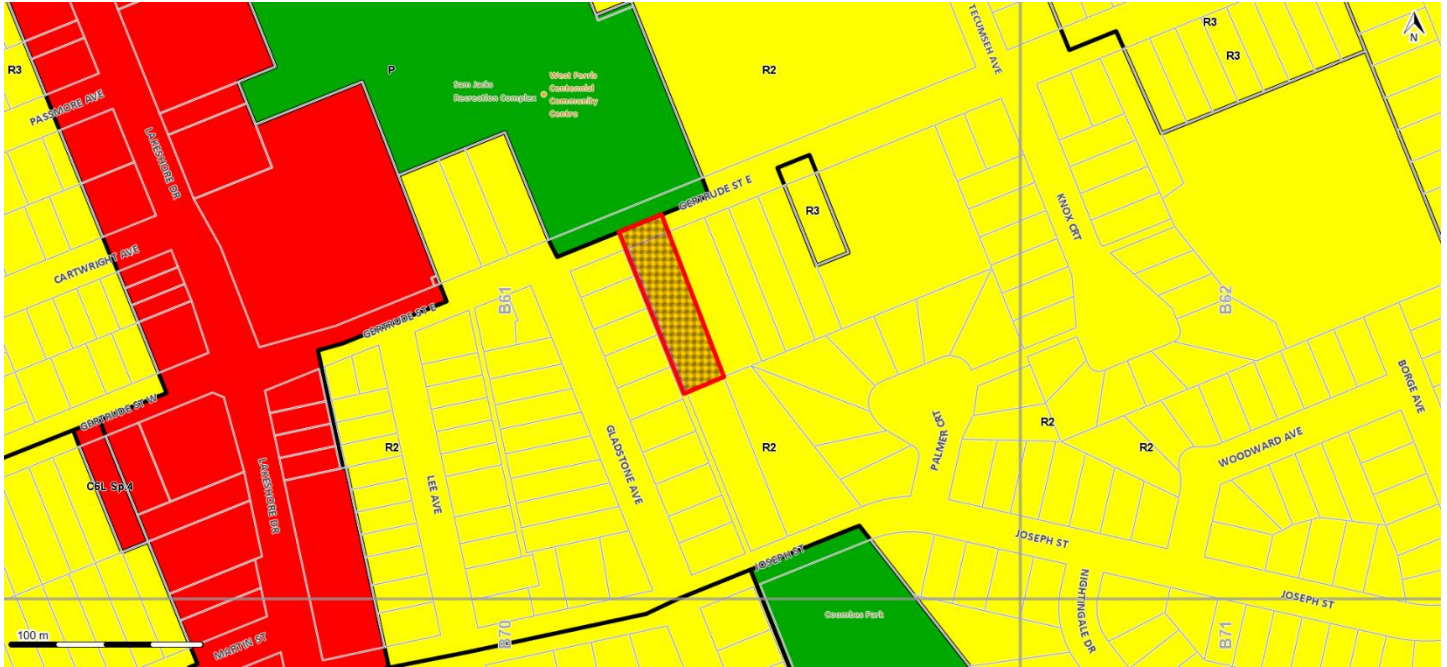 TECUMSEH AVE
R3
N
R3
P
R2
R3
Sam Jacks
Recreation Complex
West Ferris
Centennial
Community
Centre
PASSMORE AVE
LAKESHORE DR
GERTRUDE ST E
R3
KNOX CRT
CARTWRIGHT AVE
B61
B62
GERTRUDE ST E
BORGE AVE
GERTRUDE ST W
R2
R2
PALMER CRT
R2
R2
WOODWARD AVE
C6L Sp.4
LAKESHORE DR
LEE AVE
GLADSTONE AVE
JOSEPH ST
JOSEPH ST
NIGHTINGALE DR
JOSEPH ST
Coombes Park
100 m
MARTIN ST
B70
B71